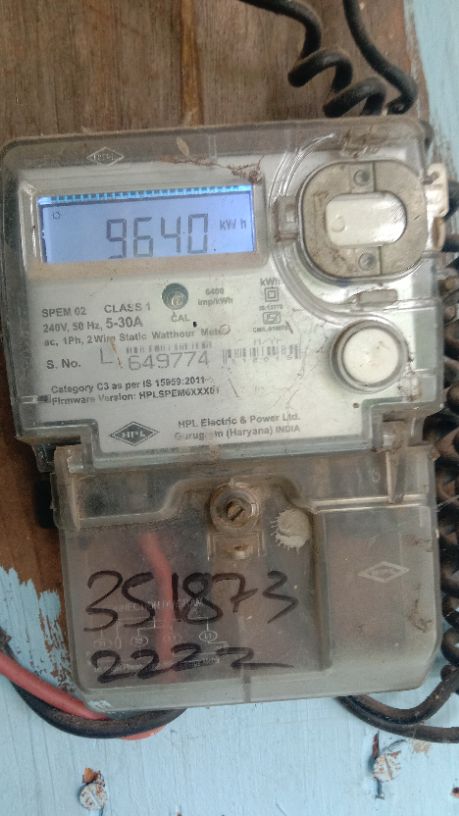 HPL
9640 kWh
6400
imp/kWh
CAL
kWh
SPEM 02 CLASS 1
240V, 50 Hz, 5-30A
ac, 1Ph, 2 Wire Static Watthour Meter
S. No. L 649774
Category C3 as per IS 15959:2011
Firmware Version:
HPL
HPL Electric & Power Ltd.
Gurugram (Haryana) INDIA
351873
2222